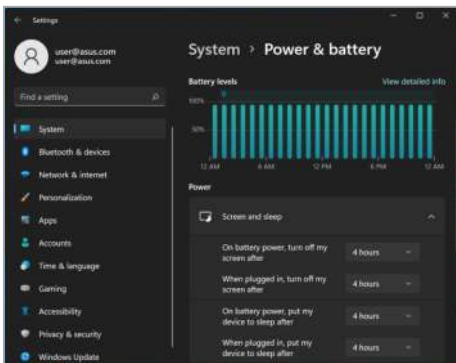 Settings
user@asus.com
user@asus.com
Find a setting
System
Bluetooth & devices
Network & internet
Personalization
Apps
Accounts
Time & language
Gaming
Accessibility
Privacy & security
Windows Update
System > Power & battery
Battery levels
View detailed info
100%
50%
12 AM 6 AM 12 PM 6 PM 12 AM
Power
Screen and sleep
On battery power, turn off my
screen after
4 hours
When plugged in, turn off my
screen after
4 hours
On battery power, put my
device to sleep after
4 hours
When plugged in, put my
device to sleep after
4 hours